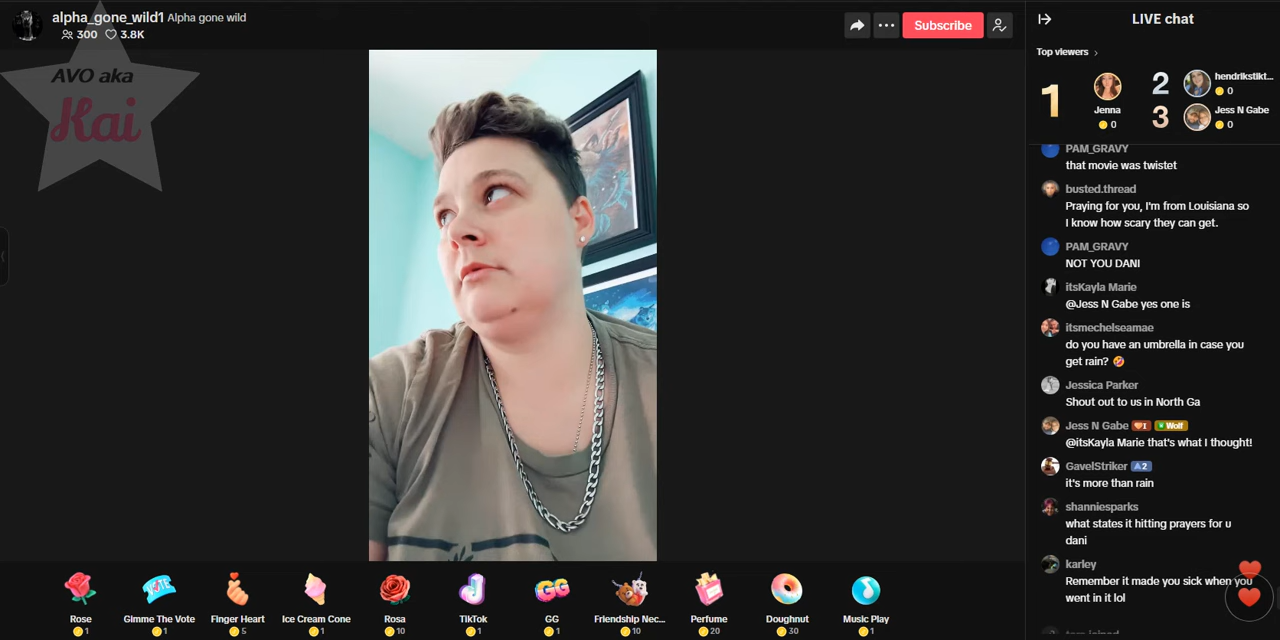 alpha_gone_wild1 Alpha gone wild
300 3.8K
Subscribe
AVO aka
Kai
LIVE chat
Top viewers
1
Jenna
0
2
hendrikstikt...
0
3
Jess N Gabe
0
PAM_GRAVY
that movie was twistet
busted.thread
Praying for you, I'm from Louisiana so
I know how scary they can get.
PAM_GRAVY
NOT YOU DANI
itsKayla Marie
@Jess N Gabe yes one is
itsmechelseamae
do you have an umbrella in case you
get rain? 🤣
Jessica Parker
Shout out to us in North Ga
Jess N Gabe I Wolf
@itsKayla Marie that's what I thought!
GavelStriker 2
it's more than rain
shanniesparks
what states it hitting prayers for u
dani
karley
Remember it made you sick when you
went in it lol
joined
VOTE
GG
Rose GImme The Vote Finger Heart Ice Cream Cone Rosa TikTok GG Friendship Nec... Perfume Doughnut Music Play
1 1 5 1 10 1 1 10 20 30 1